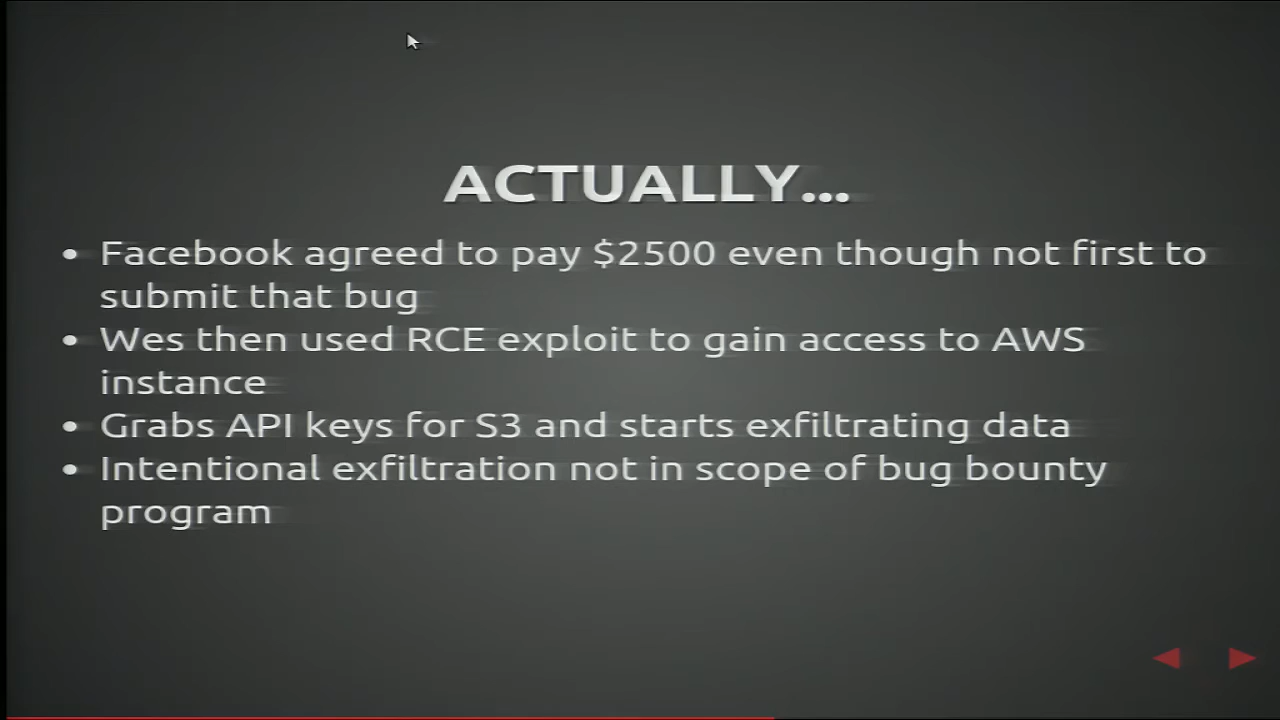 ACTUALLY...
• Facebook agreed to pay $2500 even though not first to
submit that bug
• Wes then used RCE exploit to gain access to AWS
instance
• Grabs API keys for S3 and starts exfiltrating data
• Intentional exfiltration not in scope of bug bounty
program